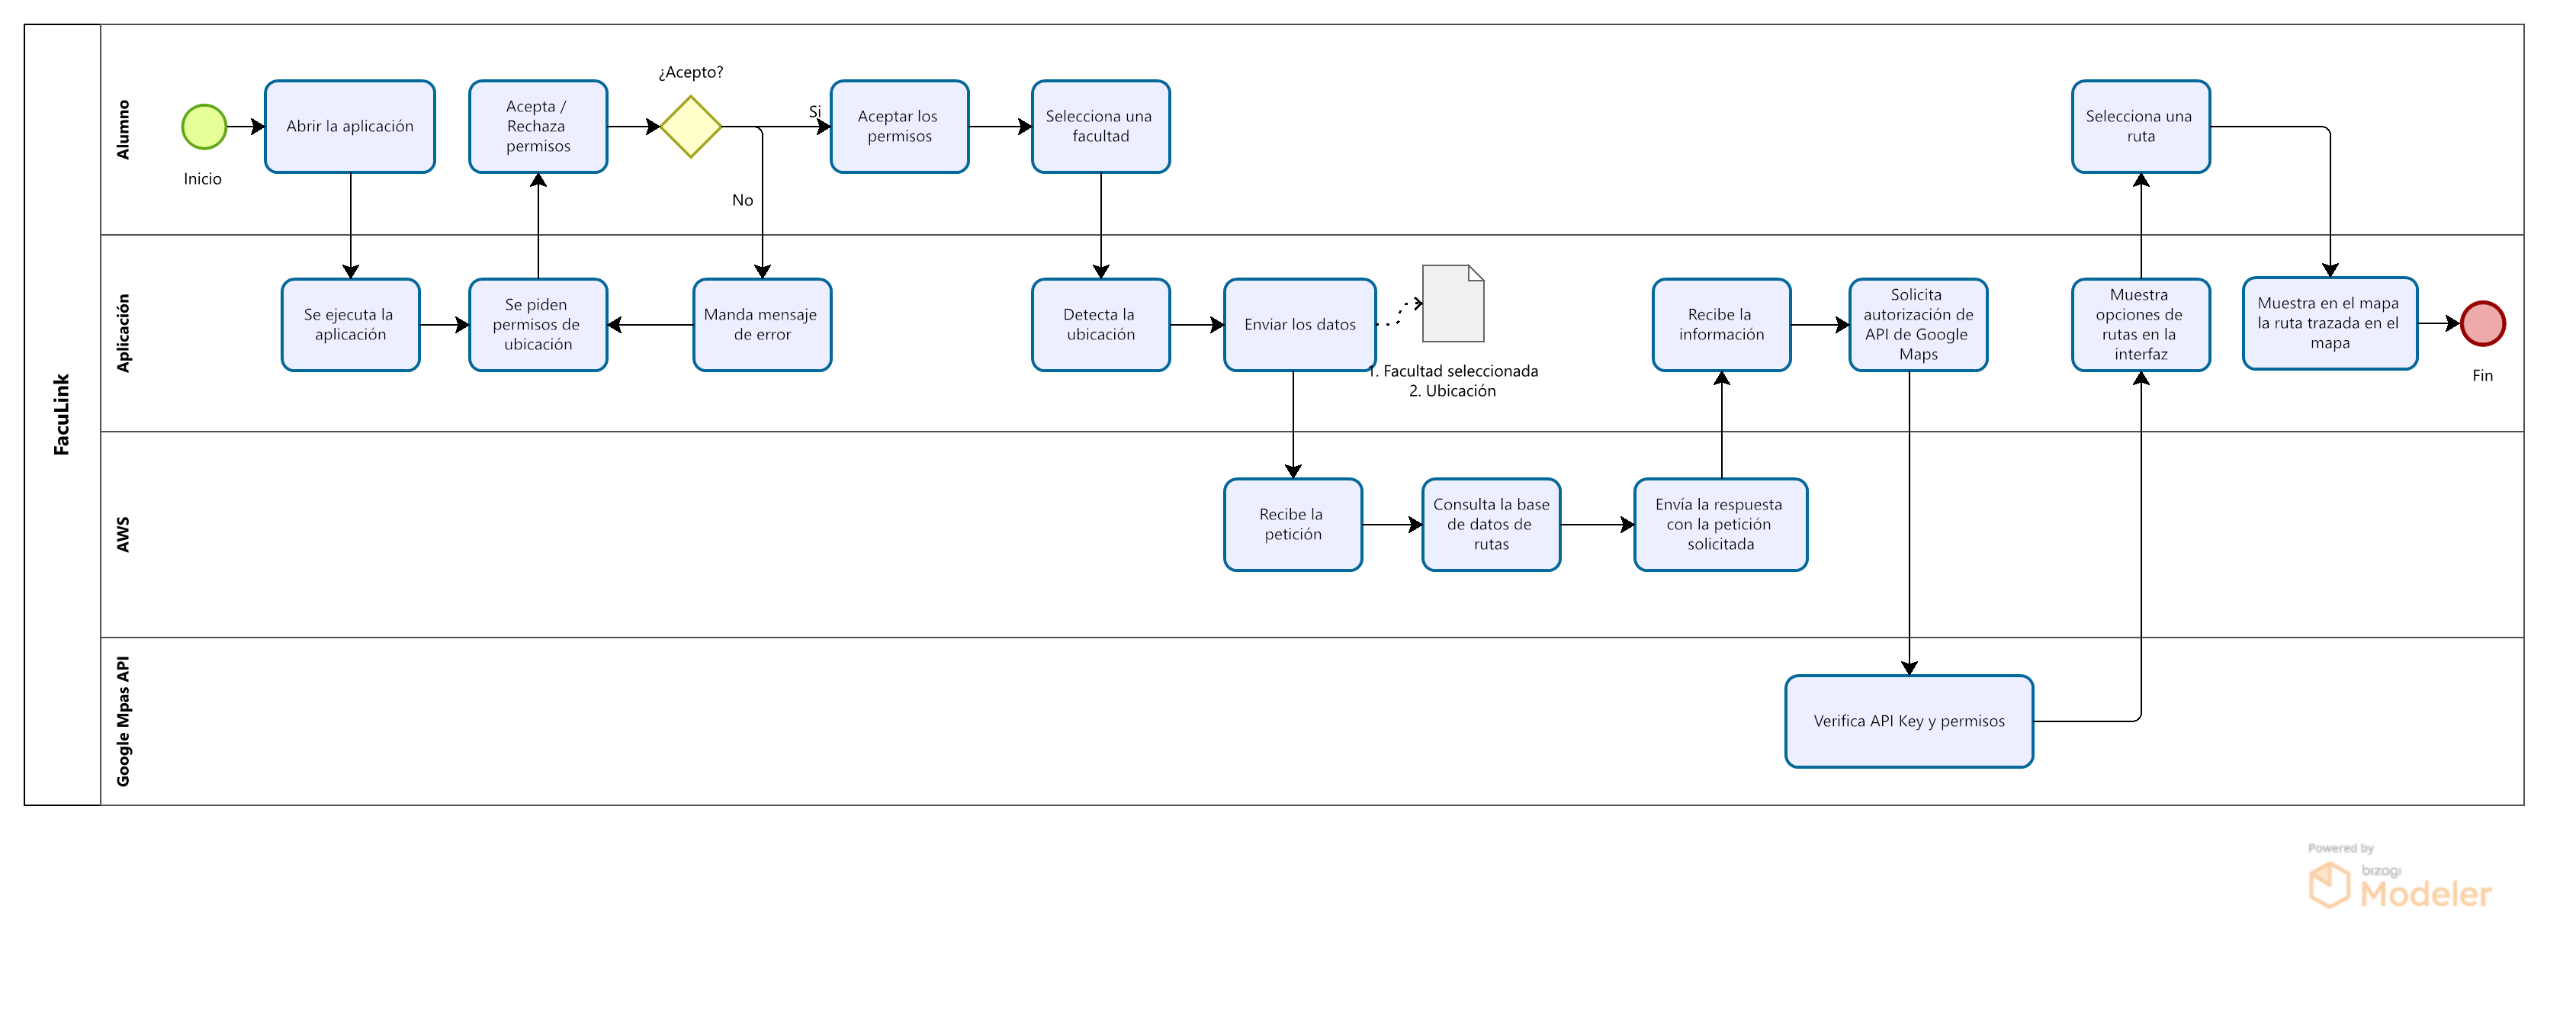 FacuLink
Alumno
Inicio
Abrir la aplicación
Acepta /
Rechaza
permisos
¿Acepto?
Si
No
Aceptar los
permisos
Selecciona una
facultad
Selecciona una
ruta
Aplicación
Se ejecuta la
aplicación
Se piden
permisos de
ubicación
Manda mensaje
de error
Detecta la
ubicación
Enviar los datos
1. Facultad seleccionada
2. Ubicación
Recibe la
información
Solicita
autorización de
API de Google
Maps
Muestra
opciones de
rutas en la
interfaz
Muestra en el mapa
la ruta trazada en el
mapa
Fin
AWS
Recibe la
petición
Consulta la base
de datos de
rutas
Envía la respuesta
con la petición
solicitada
Google Mpas API
Verifica API Key y permisos
Powered by
bizagi
Modeler